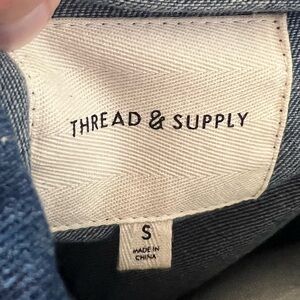 THREAD & SUPPLY
S
MADE IN
CHINA